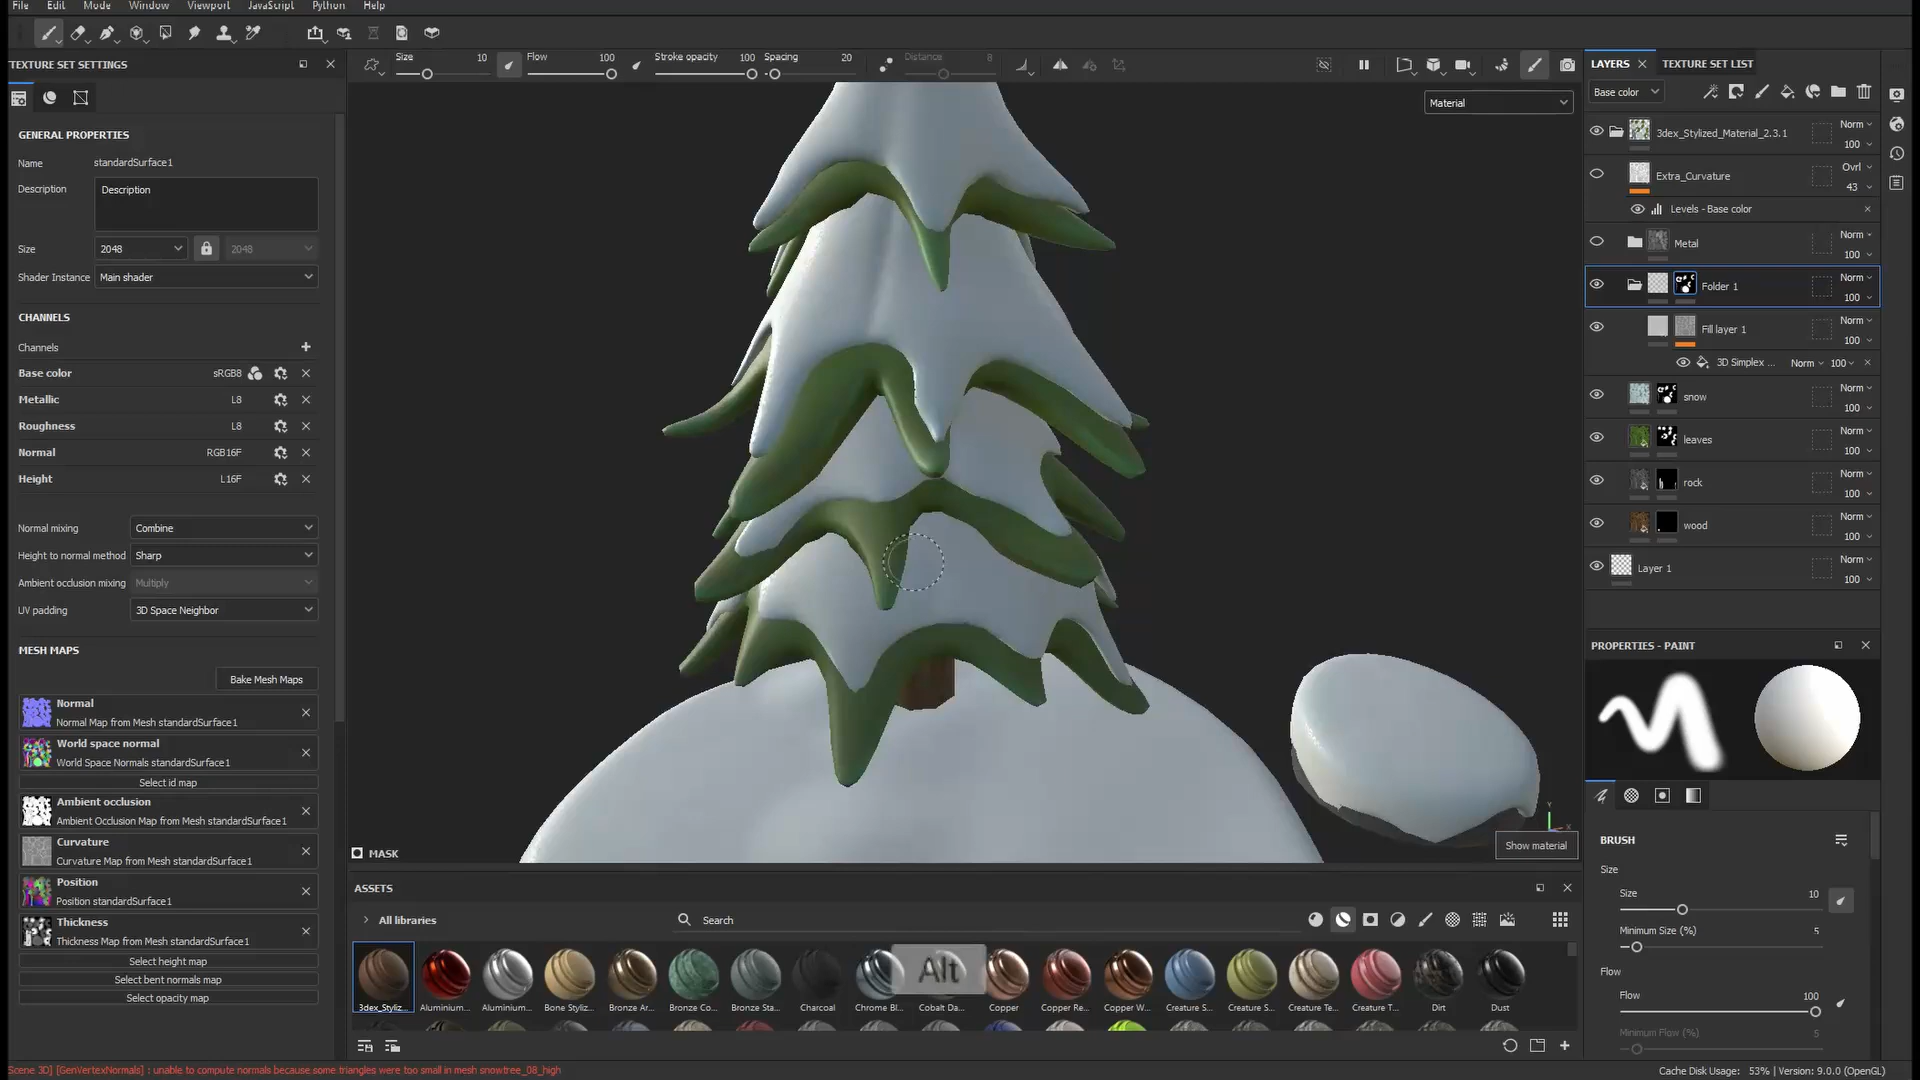 File Edit Mode Window Viewport JavaScript Python Help
TEXTURE SET SETTINGS
Size 10 Flow 100 Stroke opacity 100 Spacing 20 Distance 8
LAYERS TEXTURE SET LIST
Base color
Material
GENERAL PROPERTIES
Name standardSurface1
Description Description
Size 2048 2048
Shader Instance Main shader
CHANNELS
Channels
Base color sRGB8
Metallic L8
Roughness L8
Normal RGB16F
Height L16F
Normal mixing Combine
Height to normal method Sharp
Ambient occlusion mixing Multiply
UV padding 3D Space Neighbor
MESH MAPS
Bake Mesh Maps
Normal
Normal Map from Mesh standardSurface1
World space normal
World Space Normals standardSurface1
Select id map
Ambient occlusion
Ambient Occlusion Map from Mesh standardSurface1
Curvature
Curvature Map from Mesh standardSurface1
Position
Position standardSurface1
Thickness
Thickness Map from Mesh standardSurface1
Select height map
Select bent normals map
Select opacity map
3dex_Stylized_Material_2.3.1 Norm
100
Extra_Curvature Ovrl
43
Levels - Base color
Metal Norm
100
Folder 1 Norm
100
Fill layer 1 Norm
100
3D Simplex ... Norm 100
snow Norm
100
leaves Norm
100
rock Norm
100
wood Norm
100
Layer 1 Norm
100
PROPERTIES - PAINT
BRUSH
Size
Size 10
Minimum Size (%) 5
Flow
Flow 100
Minimum Flow (%) 5
Y
X
Show material
MASK
ASSETS
All libraries Search
Alt
3dex_Styliz... Aluminium... Aluminium... Bone Styliz... Bronze Ar... Bronze Co... Bronze Sta... Charcoal Chrome Bl... Cobalt Da... Copper Copper Re... Copper W... Creature S... Creature S... Creature Te... Creature T... Dirt Dust
Scene 3D] [GenVertexNormals] : unable to compute normals because some triangles were too small in mesh snowtree_08_high
Cache Disk Usage: 53% | Version: 9.0.0 (OpenGL)